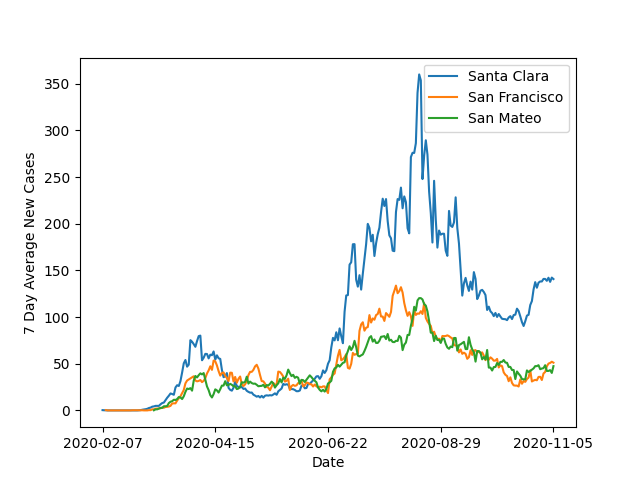 350
300
250
200
150
100
50
0
7 Day Average New Cases
Santa Clara
San Francisco
San Mateo
2020-02-07 2020-04-15 2020-06-22 2020-08-29 2020-11-05
Date